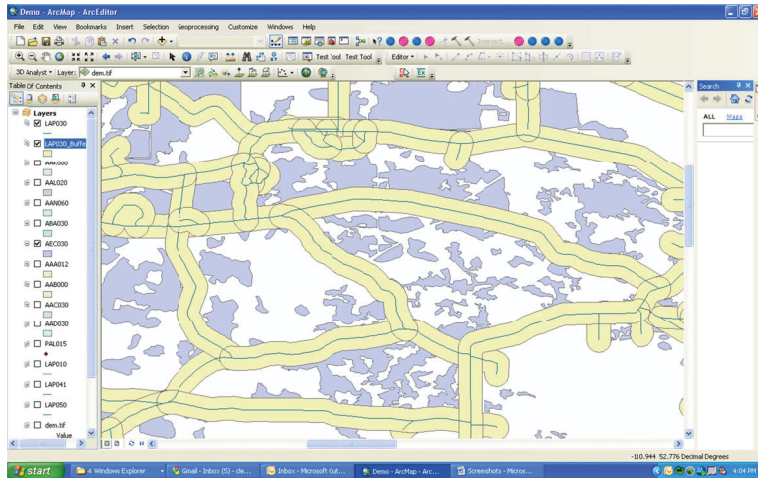 Demo - ArcMap - ArcEditor
File Edit View Bookmarks Insert Selection Geoprocessing Customize Windows Help
Intersect...
Test Tool Test Tool Editor
3D Analyst Layer: dem.tif Ex
Table Of Contents Search
ALL Maps
Layers
LAP030
LAP030_Buffe
AAL020
AAN060
ABA030
AEC030
AAA012
AAB000
AAC030
AAD030
PAL015
LAP010
LAP041
LAP050
dem.tif
Value
-110.944 52.776 Decimal Degrees
start 4 Windows Explorer Gmail - Inbox (5) - de... Inbox - Microsoft Out... Demo - ArcMap - Arc... Screenshots - Micros... 4:04 PM